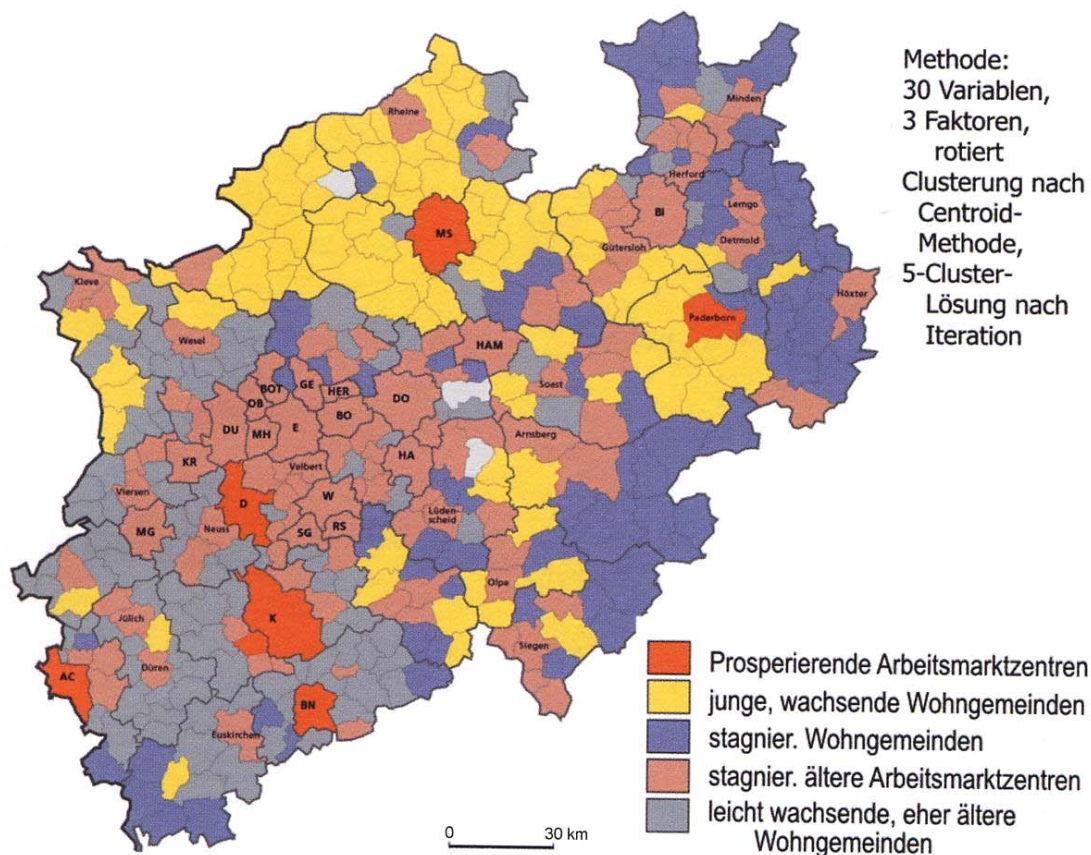 Methode:
30 Variablen,
3 Faktoren,
rotiert
Clusterung nach
Centroid-
Methode,
5-Cluster-
Lösung nach
Iteration
Rheine
Minden
Herford
Lemgo
BI
MS
Gütersloh
Detmold
Kleve
Höxter
Paderborn
Wesel
HAM
BOT
GE
HER
DO
Soest
OB
BO
DU
MH
E
Arnsberg
KR
HA
Velbert
Viersen
D
W
Lüden-
scheid
MG
Neuss
SG
RS
Olpe
Jülich
K
Siegen
Düren
AC
BN
Euskirchen
Prosperierende Arbeitsmarktzentren
junge, wachsende Wohngemeinden
stagnier. Wohngemeinden
stagnier. ältere Arbeitsmarktzentren
leicht wachsende, eher ältere
Wohngemeinden
0 30 km